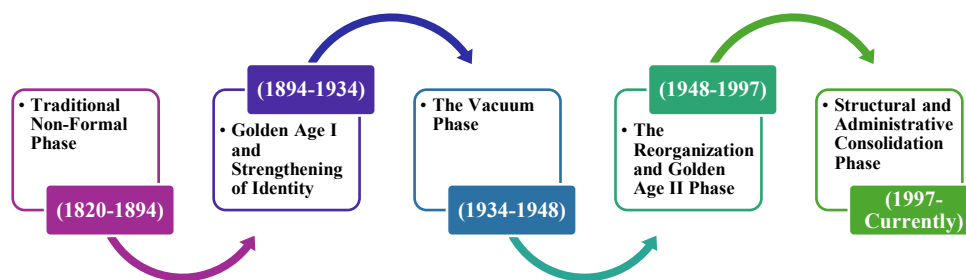 • Traditional
Non-Formal
Phase
(1820-1894)
(1894-1934)
• Golden Age I
and
Strengthening
of Identity
• The Vacuum
Phase
(1934-1948)
(1948-1997)
• The
Reorganization
and Golden
Age II Phase
• Structural and
Administrative
Consolidation
Phase
(1997-
Currently)